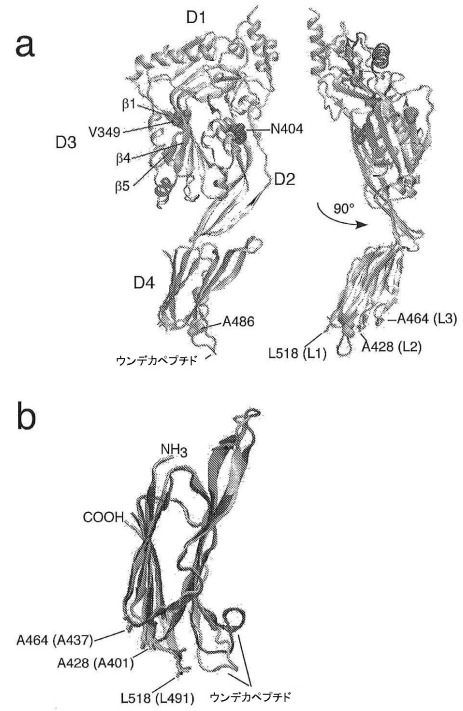 a
D1
β1
V349
N404
D3
β4
β5
D2
90°
D4
A486
A464 (L3)
A428 (L2)
L518 (L1)
ウンデカペプチド
b
NH3
COOH
A464 (A437)
A428 (A401)
L518 (L491)
ウンデカペプチド